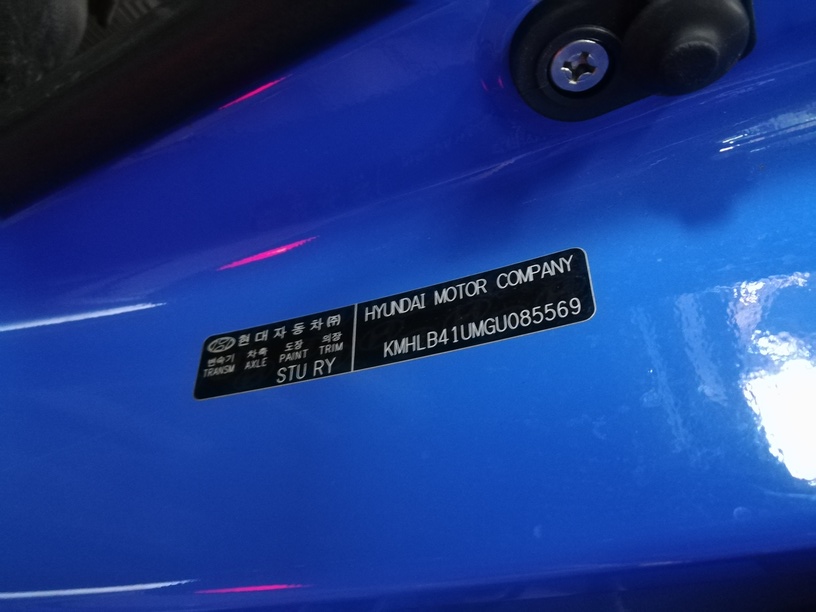 현대자동차㈜
변속기 차축 도장 의장
TRANSM AXLE PAINT TRIM
STU RY
HYUNDAI MOTOR COMPANY
KMHLB41UMGU085569